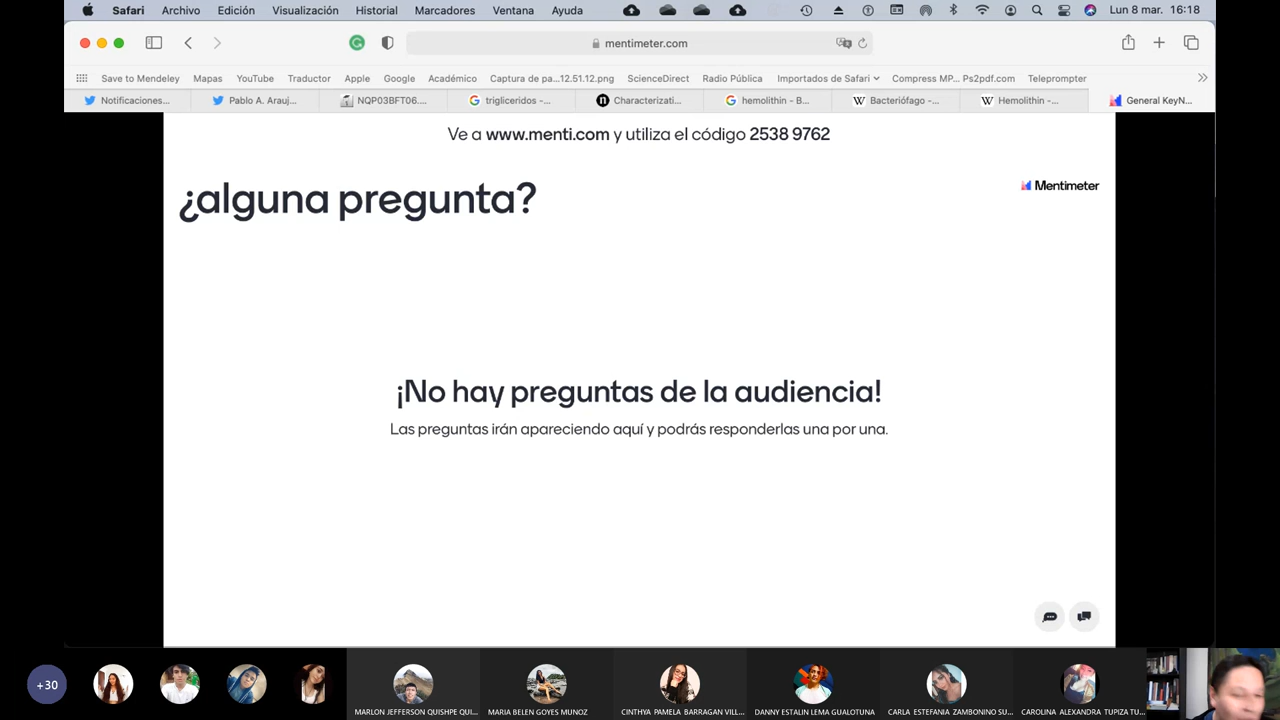 Safari Archivo Edición Visualización Historial Marcadores Ventana Ayuda Lun 8 mar. 16:18
mentimeter.com
Save to Mendeley Mapas YouTube Traductor Apple Google Académico Captura de pa...12.51.12.png ScienceDirect Radio Pública Importados de Safari Compress MP... Ps2pdf.com Teleprompter
Notificaciones... Pablo A. Arauj... NQP03BFT06.... trigliceridos -... Characterizati... hemolithin - B... Bacteriófago -... Hemolithin -... General KeyN...
Ve a www.menti.com y utiliza el código 2538 9762
¿alguna pregunta?
Mentimeter
¡No hay preguntas de la audiencia!
Las preguntas irán apareciendo aquí y podrás responderlas una por una.
+30
MARLON JEFFERSON QUISHPE QUI... MARIA BELEN GOYES MUNOZ CINTHYA PAMELA BARRAGAN VILL... DANNY ESTALIN LEMA GUALOTUNA CARLA ESTEFANIA ZAMBONINO SU... CAROLINA ALEXANDRA TUPIZA TU...